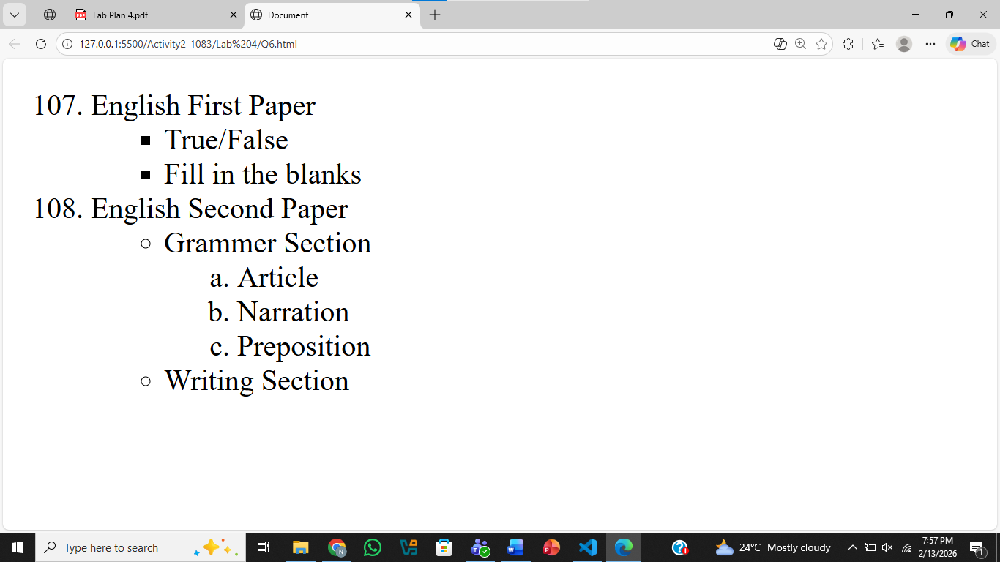 Lab Plan 4.pdf
Document
127.0.0.1:5500/Activity2-1083/Lab%204/Q6.html
Chat
107. English First Paper
▪ True/False
▪ Fill in the blanks
108. English Second Paper
○ Grammer Section
a. Article
b. Narration
c. Preposition
○ Writing Section
Type here to search
24°C Mostly cloudy
7:57 PM
2/13/2026
1